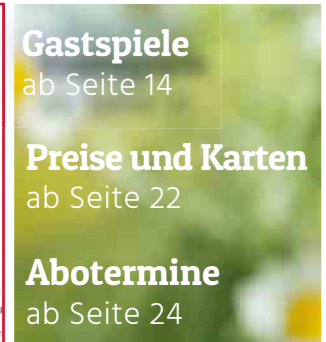 Gastspiele
ab Seite 14
Preise und Karten
ab Seite 22
Abotermine
ab Seite 24